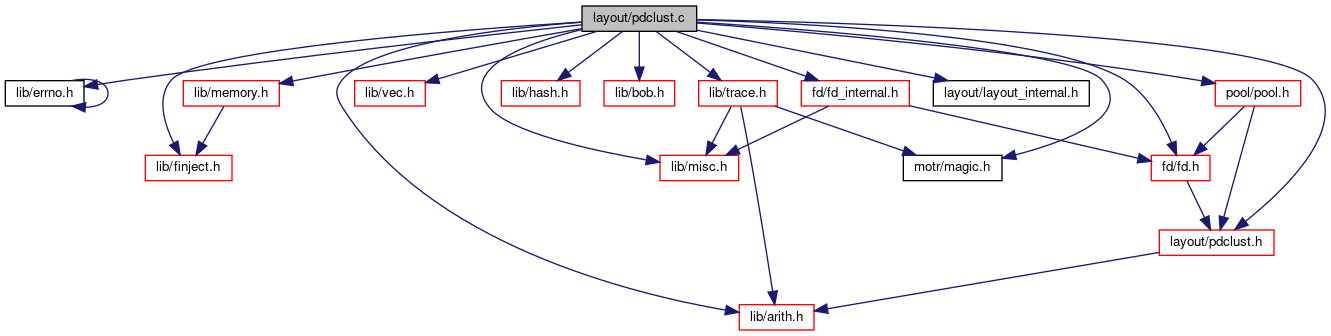 layout/pdclust.c
lib/errno.h
lib/memory.h
lib/vec.h
lib/hash.h
lib/bob.h
lib/trace.h
fd/fd_internal.h
layout/layout_internal.h
pool/pool.h
lib/finject.h
lib/misc.h
motr/magic.h
fd/fd.h
layout/pdclust.h
lib/arith.h